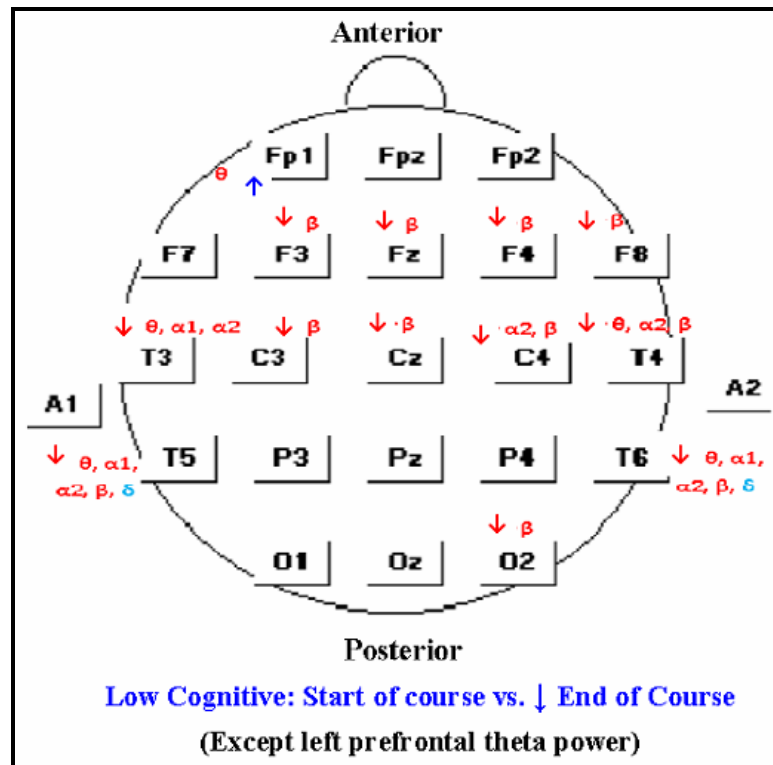 Anterior
Fp1 Fpz Fp2
θ ↑
↓ β ↓ β ↓ β ↓ β
F7 F3 Fz F4 F8
↓ θ, α1, α2 ↓ β ↓ ·β ↓ ·α2, β ↓ ·θ, α2, β
T3 C3 Cz C4 T4
A1 A2
T5 P3 Pz P4 T6
↓ θ, α1, ↓ θ, α1,
α2, β, δ α2, β, δ
↓ β
O1 Oz O2
Posterior
Low Cognitive: Start of course vs. ↓ End of Course
(Except left prefrontal theta power)